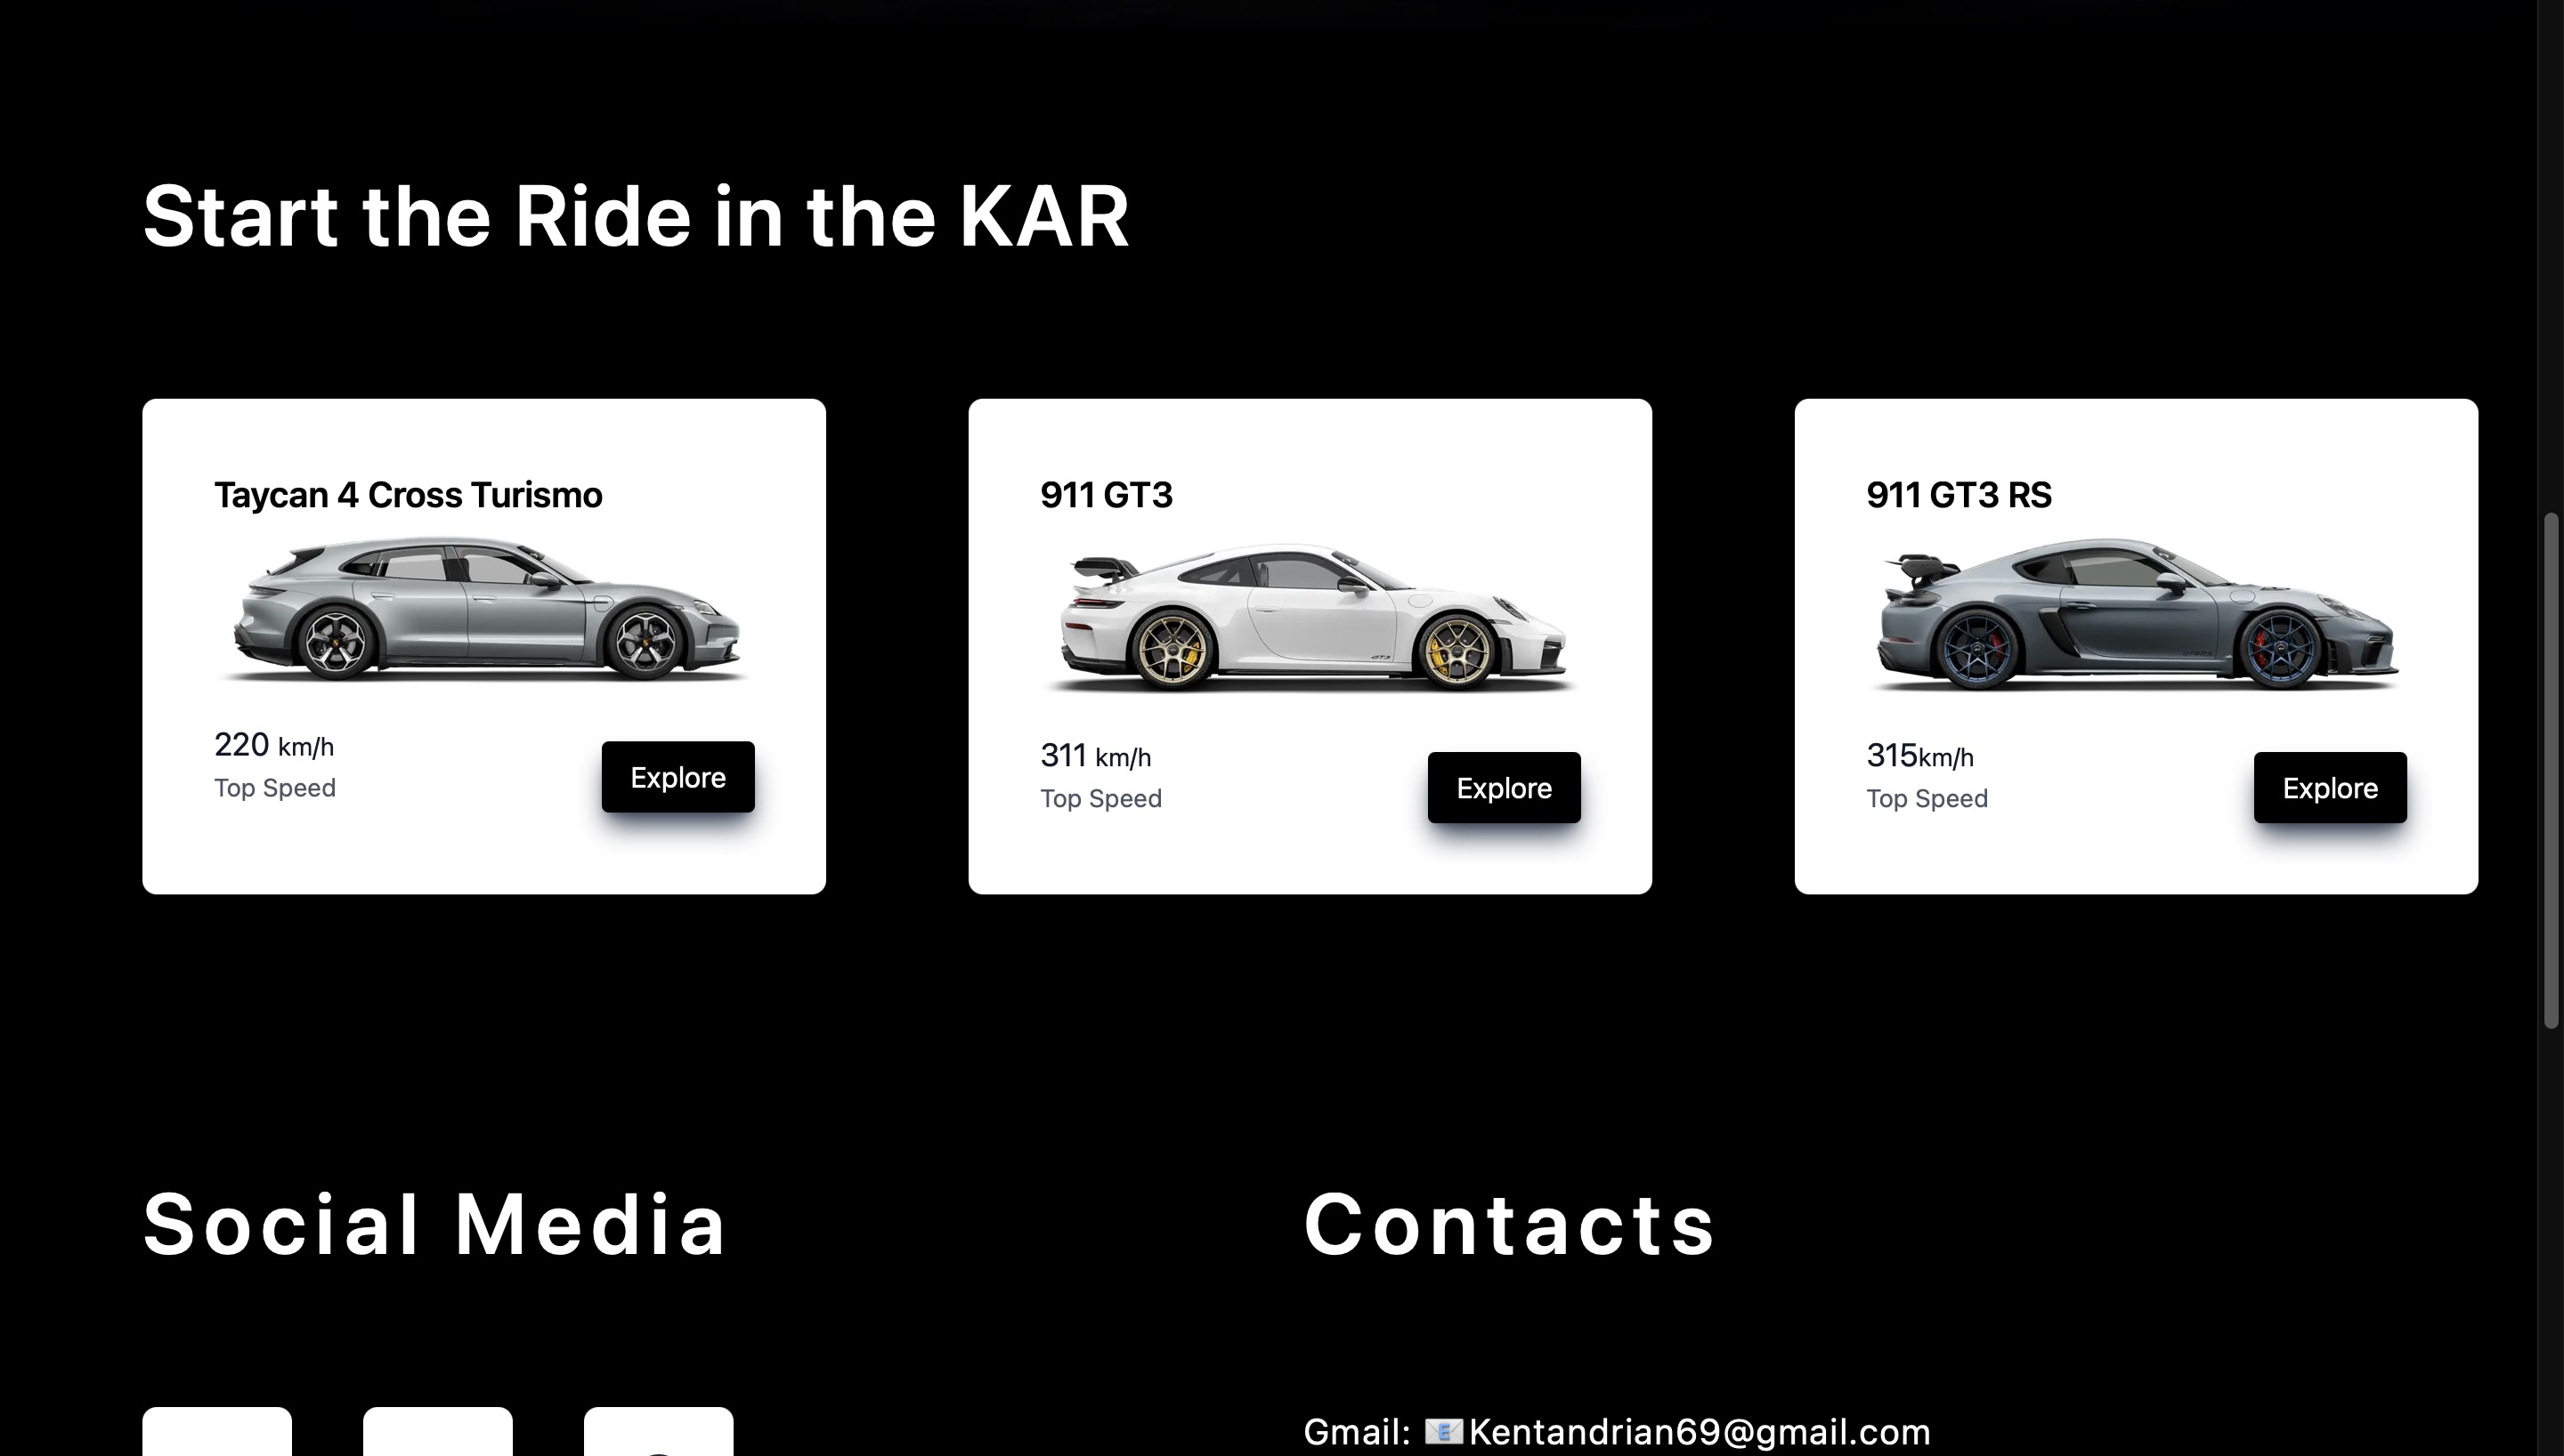 Start the Ride in the KAR
Taycan 4 Cross Turismo
220 km/h
Top Speed
Explore
911 GT3
GT3
311 km/h
Top Speed
Explore
911 GT3 RS
315km/h
Top Speed
Explore
Social Media
Contacts
Gmail: 📧Kentandrian69@gmail.com